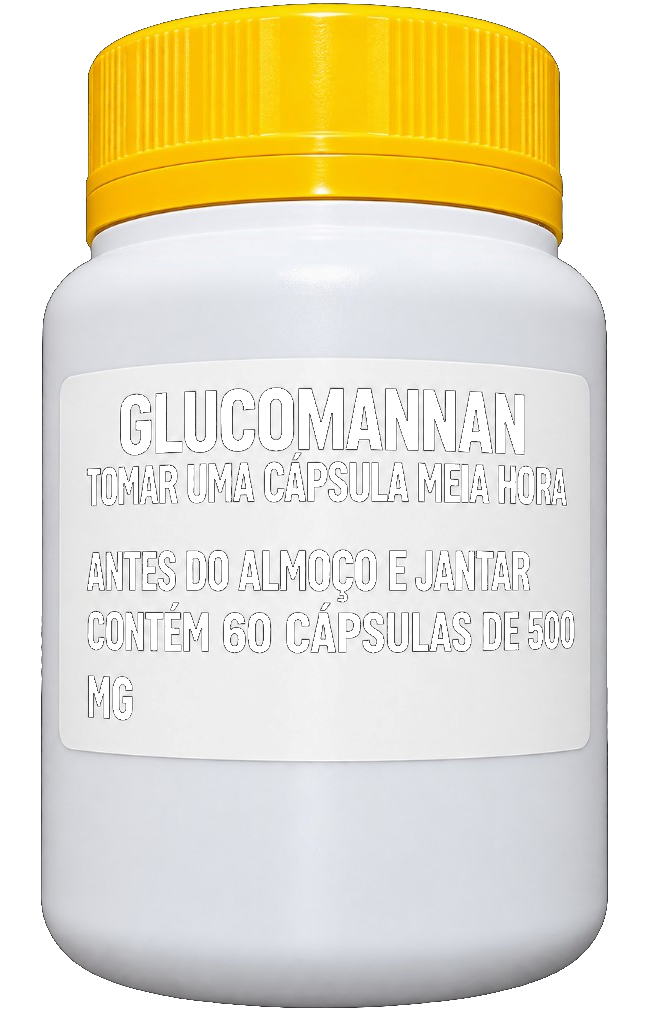 GLUCOMANNAN
TOMAR UMA CÁPSULA MEIA HORA
ANTES DO ALMOÇO E JANTAR
CONTÉM 60 CÁPSULAS DE 500
MG